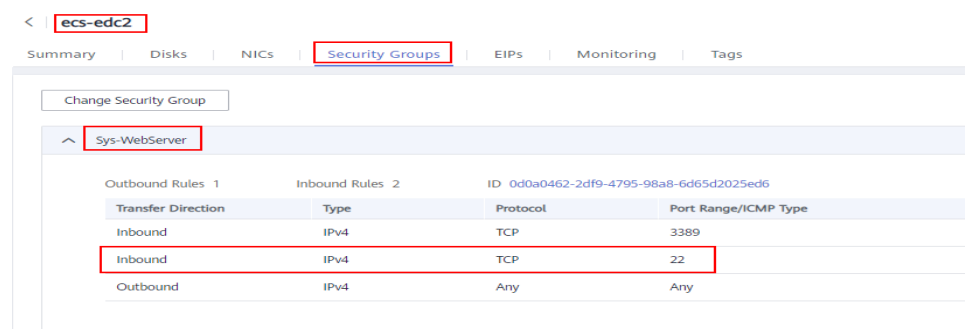 < ecs-edc2
Summary Disks NICs Security Groups EIPs Monitoring Tags
Change Security Group
Sys-WebServer
Outbound Rules 1 Inbound Rules 2 ID 0d0a0462-2df9-4795-98a8-6d65d2025ed6
Transfer Direction Type Protocol Port Range/ICMP Type
Inbound IPv4 TCP 3389
Inbound IPv4 TCP 22
Outbound IPv4 Any Any